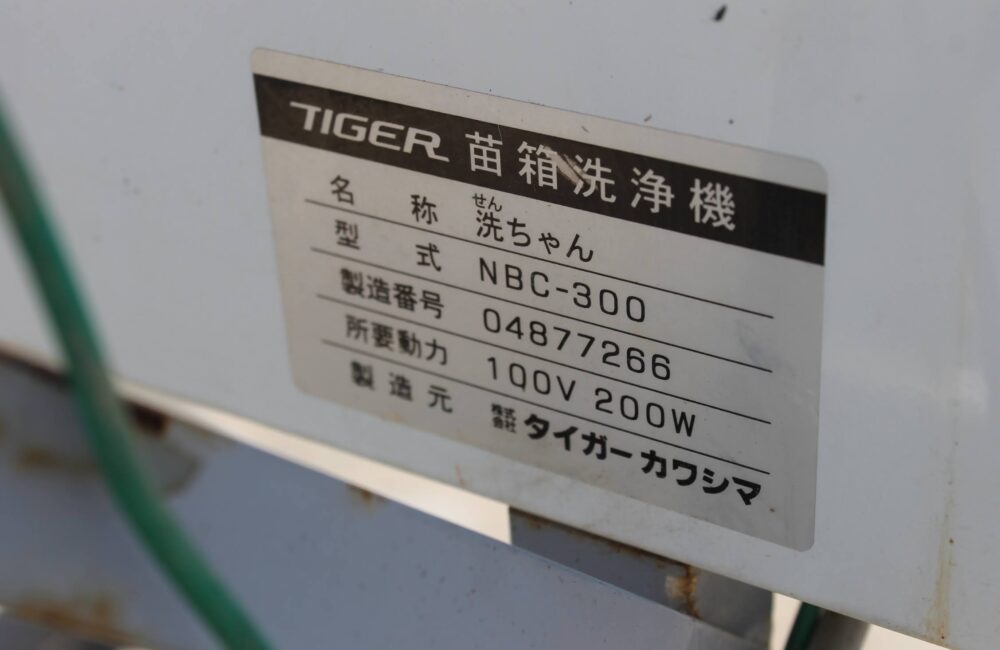 TIGER 苗箱洗浄機
名称 洗ちゃん
せん
型式 NBC-300
製造番号 04877266
所要動力 100V 200W
製造元 株式会社 タイガーカワシマ